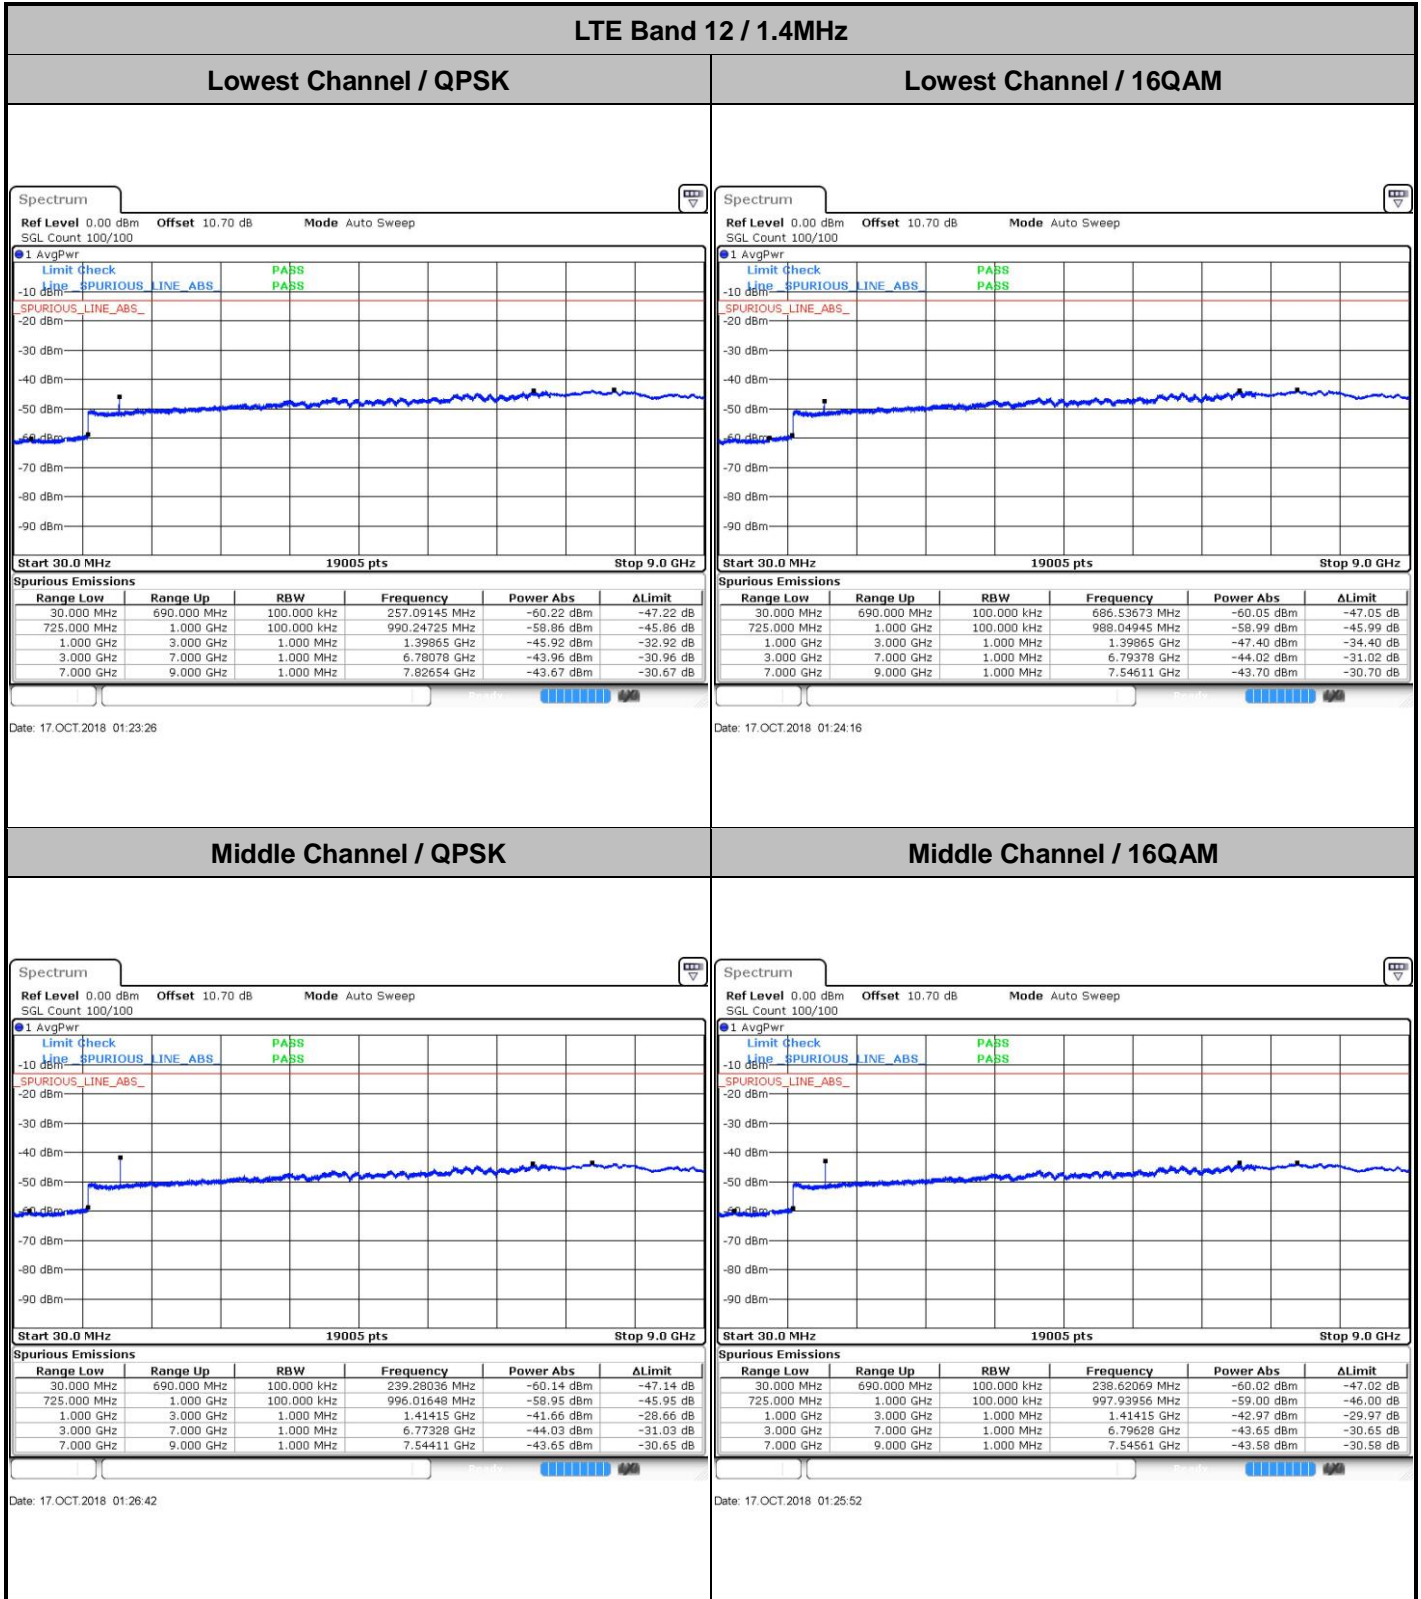 LTE Band 12 / 1.4MHz
Lowest Channel / QPSK
Lowest Channel / 16QAM
Spectrum
Ref Level 0.00 dBm Offset 10.70 dB Mode Auto Sweep
SGL Count 100/100
1 AvgPwr
Limit Check PASS
Line _SPURIOUS_LINE_ABS_ PASS
-10 dBm
_SPURIOUS_LINE_ABS_
-20 dBm
-30 dBm
-40 dBm
-50 dBm
-60 dBm
-70 dBm
-80 dBm
-90 dBm
Start 30.0 MHz 19005 pts Stop 9.0 GHz
Spurious Emissions
Range Low Range Up RBW Frequency Power Abs ΔLimit
30.000 MHz 690.000 MHz 100.000 kHz 257.09145 MHz -60.22 dBm -47.22 dB
725.000 MHz 1.000 GHz 100.000 kHz 990.24725 MHz -58.86 dBm -45.86 dB
1.000 GHz 3.000 GHz 1.000 MHz 1.39865 GHz -45.92 dBm -32.92 dB
3.000 GHz 7.000 GHz 1.000 MHz 6.78078 GHz -43.96 dBm -30.96 dB
7.000 GHz 9.000 GHz 1.000 MHz 7.82654 GHz -43.67 dBm -30.67 dB
Date: 17.OCT.2018 01:23:26
Spectrum
Ref Level 0.00 dBm Offset 10.70 dB Mode Auto Sweep
SGL Count 100/100
1 AvgPwr
Limit Check PASS
Line _SPURIOUS_LINE_ABS_ PASS
-10 dBm
_SPURIOUS_LINE_ABS_
-20 dBm
-30 dBm
-40 dBm
-50 dBm
-60 dBm
-70 dBm
-80 dBm
-90 dBm
Start 30.0 MHz 19005 pts Stop 9.0 GHz
Spurious Emissions
Range Low Range Up RBW Frequency Power Abs ΔLimit
30.000 MHz 690.000 MHz 100.000 kHz 686.53673 MHz -60.05 dBm -47.05 dB
725.000 MHz 1.000 GHz 100.000 kHz 988.04945 MHz -58.99 dBm -45.99 dB
1.000 GHz 3.000 GHz 1.000 MHz 1.39865 GHz -47.40 dBm -34.40 dB
3.000 GHz 7.000 GHz 1.000 MHz 6.79378 GHz -44.02 dBm -31.02 dB
7.000 GHz 9.000 GHz 1.000 MHz 7.54611 GHz -43.70 dBm -30.70 dB
Date: 17.OCT.2018 01:24:16
Middle Channel / QPSK
Middle Channel / 16QAM
Spectrum
Ref Level 0.00 dBm Offset 10.70 dB Mode Auto Sweep
SGL Count 100/100
1 AvgPwr
Limit Check PASS
Line _SPURIOUS_LINE_ABS_ PASS
-10 dBm
_SPURIOUS_LINE_ABS_
-20 dBm
-30 dBm
-40 dBm
-50 dBm
-60 dBm
-70 dBm
-80 dBm
-90 dBm
Start 30.0 MHz 19005 pts Stop 9.0 GHz
Spurious Emissions
Range Low Range Up RBW Frequency Power Abs ΔLimit
30.000 MHz 690.000 MHz 100.000 kHz 239.28036 MHz -60.14 dBm -47.14 dB
725.000 MHz 1.000 GHz 100.000 kHz 996.01648 MHz -58.95 dBm -45.95 dB
1.000 GHz 3.000 GHz 1.000 MHz 1.41415 GHz -41.66 dBm -28.66 dB
3.000 GHz 7.000 GHz 1.000 MHz 6.77328 GHz -44.03 dBm -31.03 dB
7.000 GHz 9.000 GHz 1.000 MHz 7.54411 GHz -43.65 dBm -30.65 dB
Date: 17.OCT.2018 01:26:42
Spectrum
Ref Level 0.00 dBm Offset 10.70 dB Mode Auto Sweep
SGL Count 100/100
1 AvgPwr
Limit Check PASS
Line _SPURIOUS_LINE_ABS_ PASS
-10 dBm
_SPURIOUS_LINE_ABS_
-20 dBm
-30 dBm
-40 dBm
-50 dBm
-60 dBm
-70 dBm
-80 dBm
-90 dBm
Start 30.0 MHz 19005 pts Stop 9.0 GHz
Spurious Emissions
Range Low Range Up RBW Frequency Power Abs ΔLimit
30.000 MHz 690.000 MHz 100.000 kHz 238.62069 MHz -60.02 dBm -47.02 dB
725.000 MHz 1.000 GHz 100.000 kHz 997.93956 MHz -59.00 dBm -46.00 dB
1.000 GHz 3.000 GHz 1.000 MHz 1.41415 GHz -42.97 dBm -29.97 dB
3.000 GHz 7.000 GHz 1.000 MHz 6.79628 GHz -43.65 dBm -30.65 dB
7.000 GHz 9.000 GHz 1.000 MHz 7.54561 GHz -43.58 dBm -30.58 dB
Date: 17.OCT.2018 01:25:52